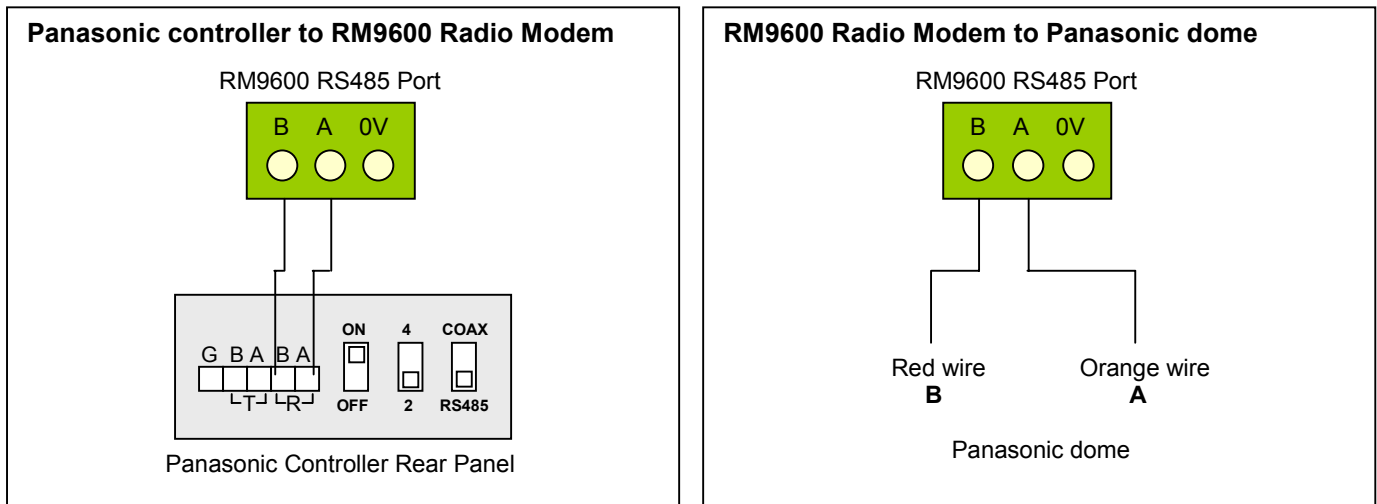 Panasonic controller to RM9600 Radio Modem
RM9600 RS485 Port
B A 0V
ON 4 COAX
G B A B A
T R
OFF 2 RS485
Panasonic Controller Rear Panel
RM9600 Radio Modem to Panasonic dome
RM9600 RS485 Port
B A 0V
Red wire Orange wire
B A
Panasonic dome